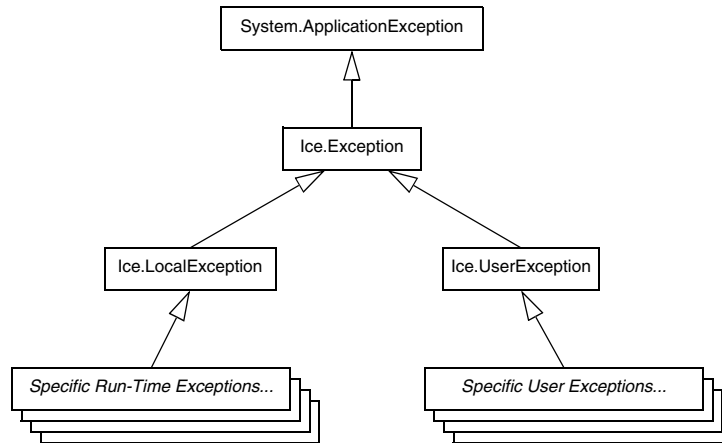 System.ApplicationException
Ice.Exception
Ice.LocalException
Ice.UserException
Specific Run-Time Exceptions...
Specific User Exceptions...